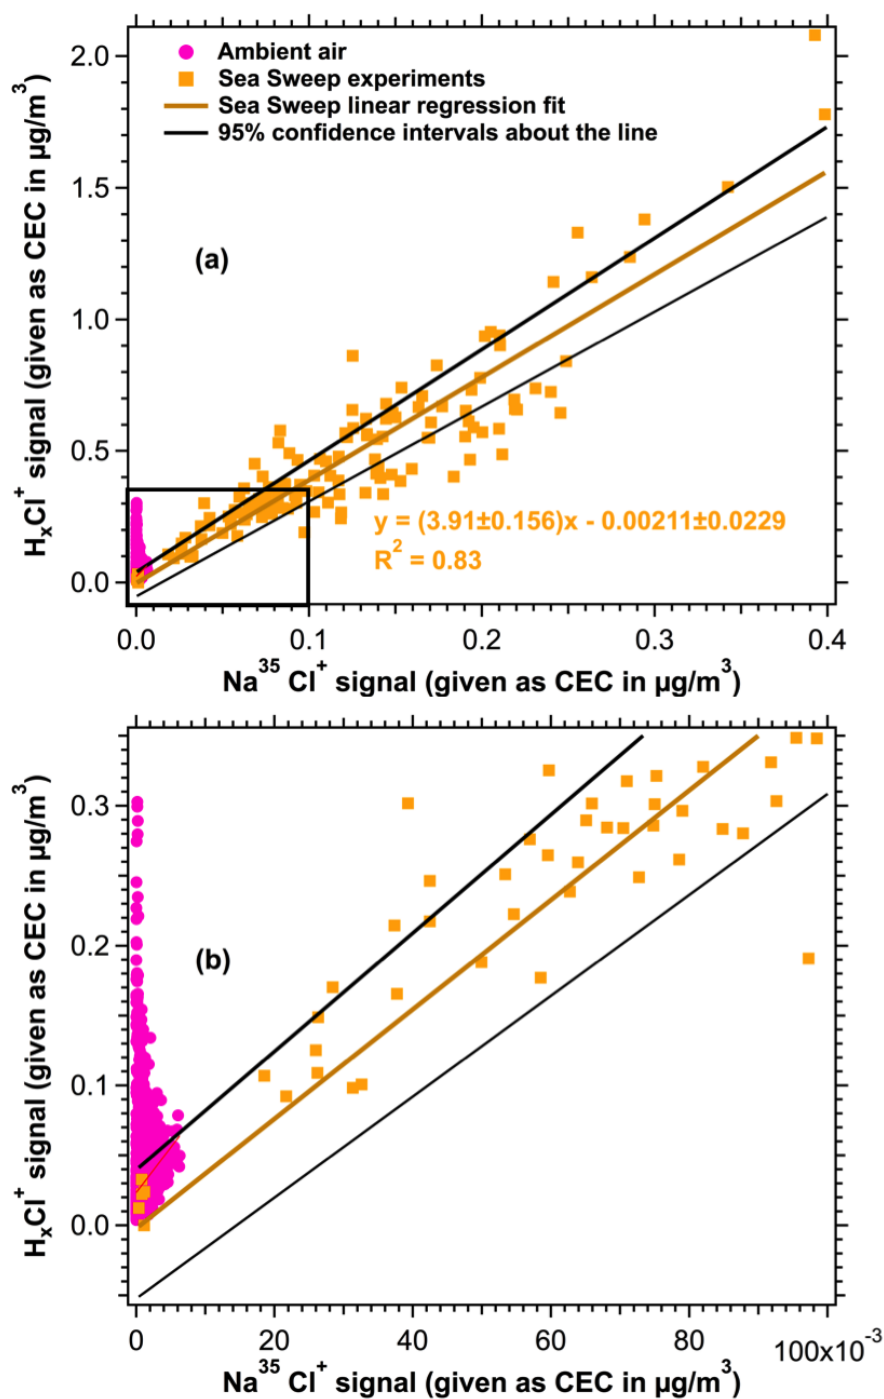 Ambient air
Sea Sweep experiments
Sea Sweep linear regression fit
95% confidence intervals about the line
2.0
1.5
1.0
0.5
0.0
HₓCl⁺ signal (given as CEC in µg/m³)
(a)
y = (3.91±0.156)x - 0.00211±0.0229
R² = 0.83
0.0 0.1 0.2 0.3 0.4
Na³⁵ Cl⁺ signal (given as CEC in µg/m³)
0.3
0.2
0.1
0.0
HₓCl⁺ signal (given as CEC in µg/m³)
(b)
0 20 40 60 80 100x10⁻³
Na³⁵ Cl⁺ signal (given as CEC in µg/m³)